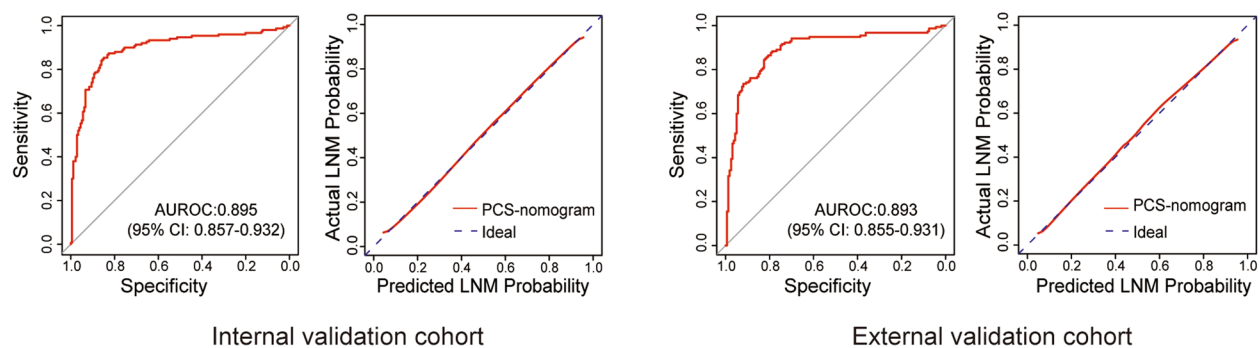 Sensitivity
1.0
0.8
0.6
0.4
0.2
0.0
AUROC:0.895
(95% CI: 0.857-0.932)
1.0 0.8 0.6 0.4 0.2 0.0
Specificity
Actual LNM Probability
1.0
0.8
0.6
0.4
0.2
0.0
PCS-nomogram
Ideal
0.0 0.2 0.4 0.6 0.8 1.0
Predicted LNM Probability
Internal validation cohort
Sensitivity
1.0
0.8
0.6
0.4
0.2
0.0
AUROC:0.893
(95% CI: 0.855-0.931)
1.0 0.8 0.6 0.4 0.2 0.0
Specificity
Actual LNM Probability
1.0
0.8
0.6
0.4
0.2
0.0
PCS-nomogram
Ideal
0.0 0.2 0.4 0.6 0.8 1.0
Predicted LNM Probability
External validation cohort